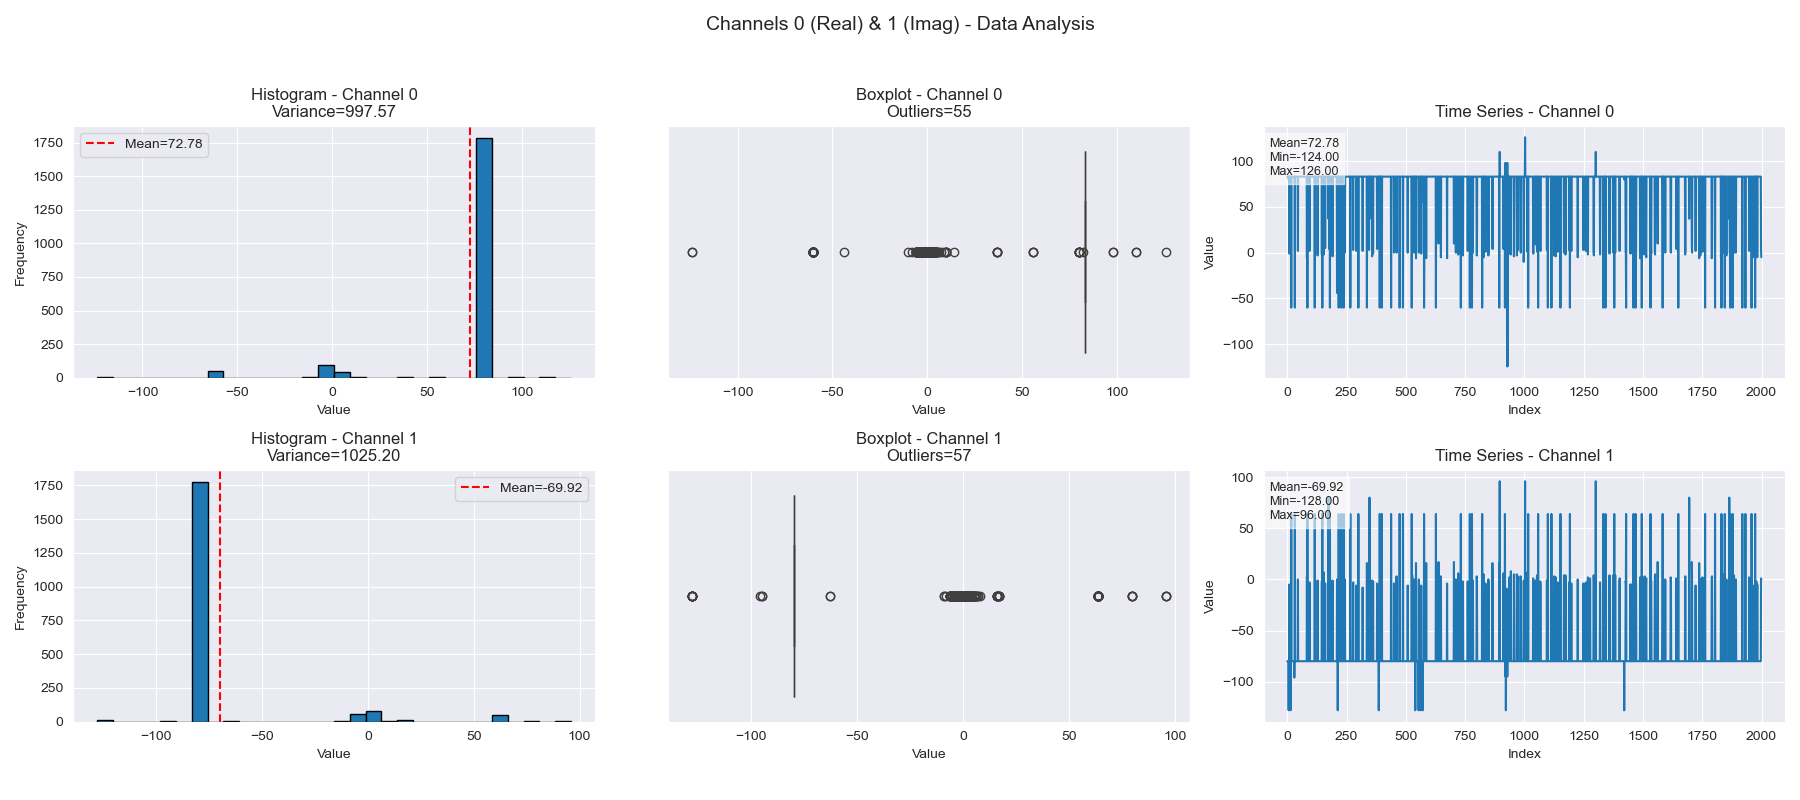 Channels 0 (Real) & 1 (Imag) - Data Analysis
Histogram - Channel 0
Variance=997.57
Mean=72.78
1750
1500
1250
1000
750
500
250
0
Frequency
−100
−50
0
50
100
Value
Boxplot - Channel 0
Outliers=55
−100
−50
0
50
100
Value
Time Series - Channel 0
Mean=72.78
Min=-124.00
Max=126.00
100
50
0
−50
−100
Value
0
250
500
750
1000
1250
1500
1750
2000
Index
Histogram - Channel 1
Variance=1025.20
Mean=-69.92
1750
1500
1250
1000
750
500
250
0
Frequency
−100
−50
0
50
100
Value
Boxplot - Channel 1
Outliers=57
−100
−50
0
50
100
Value
Time Series - Channel 1
Mean=-69.92
Min=-128.00
Max=96.00
100
50
0
−50
−100
Value
0
250
500
750
1000
1250
1500
1750
2000
Index